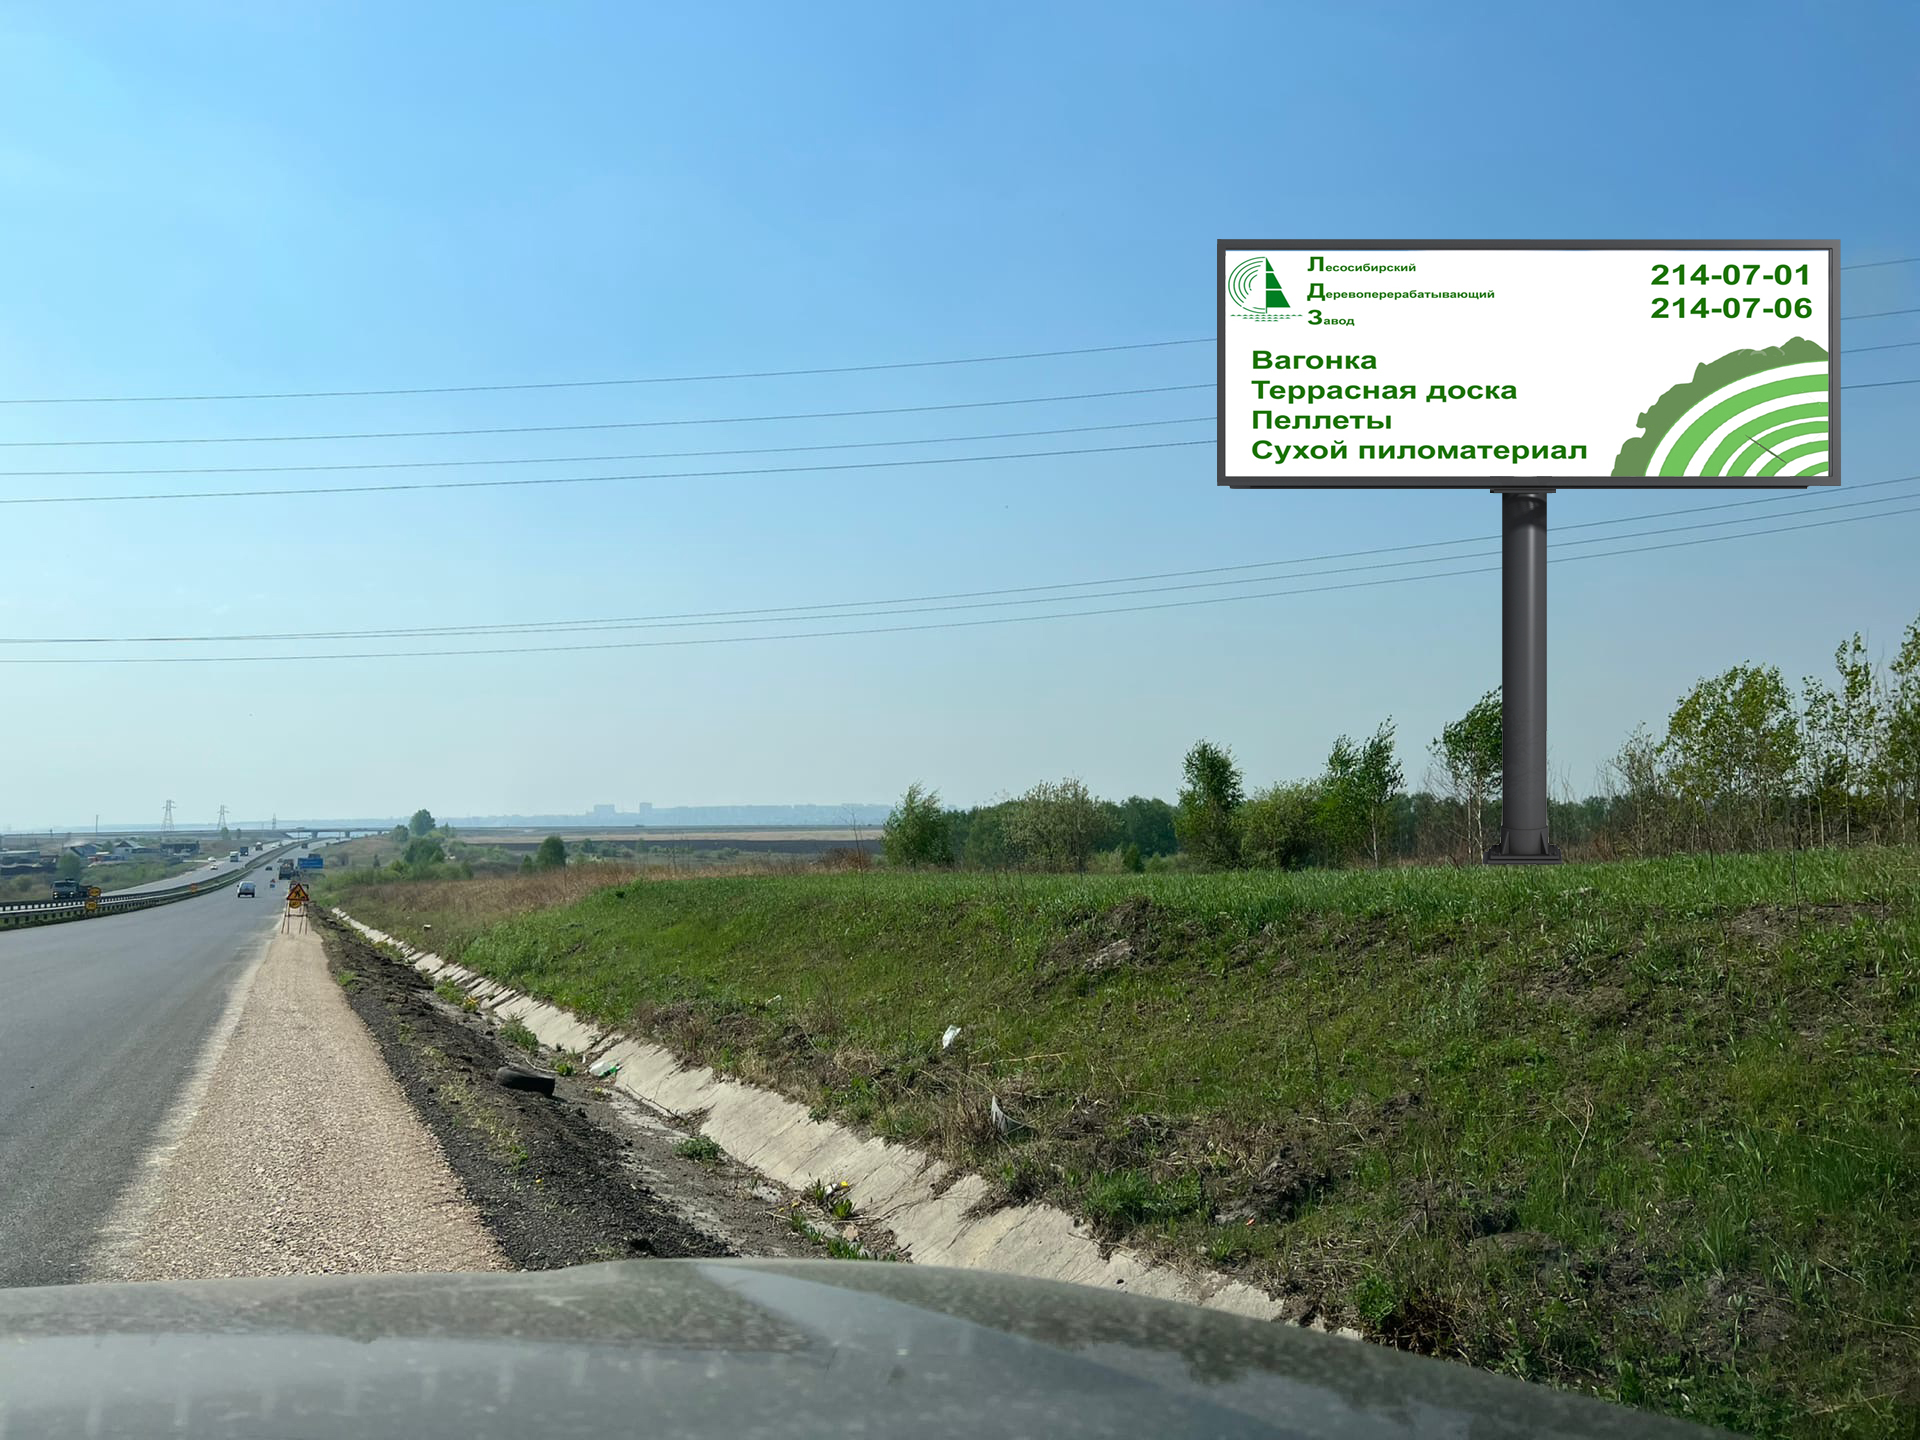 Лесосибирский
Деревоперерабатывающий
Завод
214-07-01
214-07-06
Вагонка
Террасная доска
Пеллеты
Сухой пиломатериал